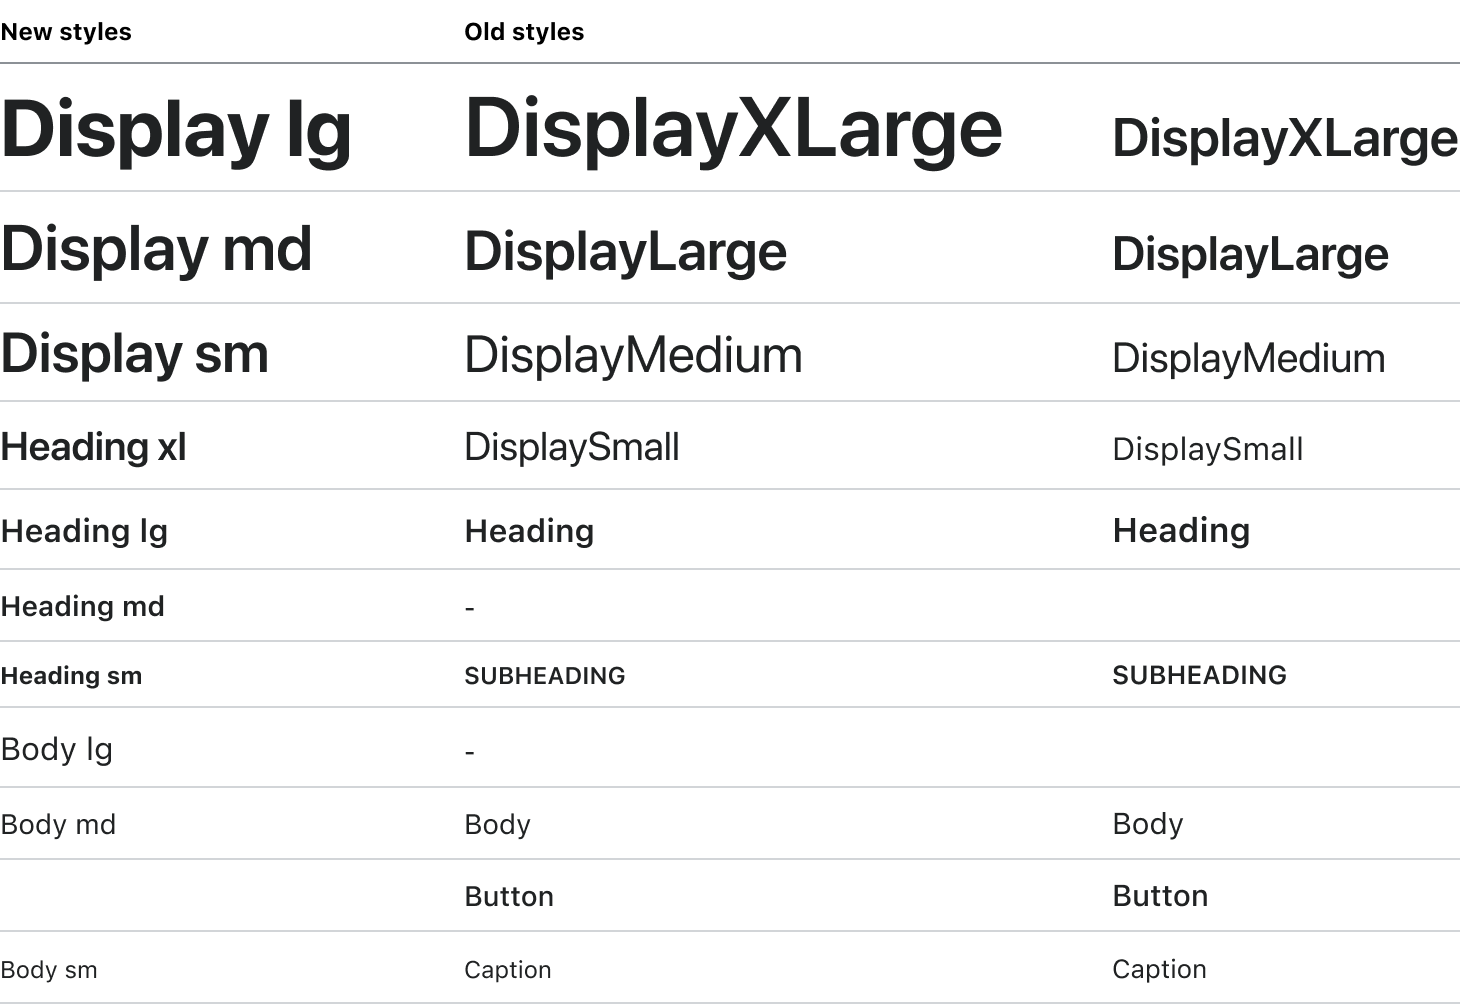 New styles Old styles
Display lg DisplayXLarge DisplayXLarge
Display md DisplayLarge DisplayLarge
Display sm DisplayMedium DisplayMedium
Heading xl DisplaySmall DisplaySmall
Heading lg Heading Heading
Heading md -
Heading sm SUBHEADING SUBHEADING
Body lg -
Body md Body Body
Button Button
Body sm Caption Caption